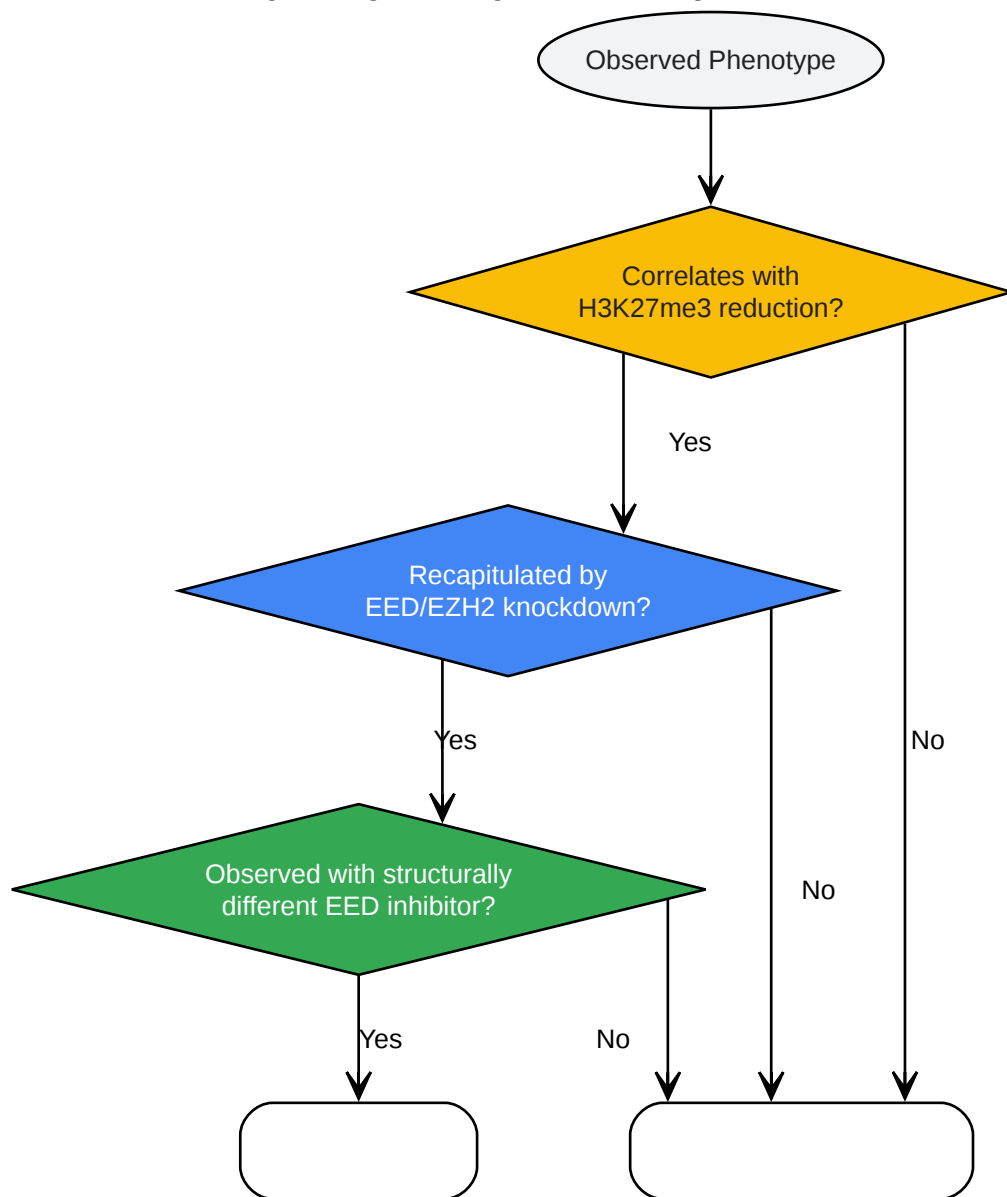 Observed Phenotype
Correlates with
H3K27me3 reduction?
Yes
Recapitulated by
EED/EZH2 knockdown?
Yes
No
Observed with structurally
different EED inhibitor?
No
Yes
No